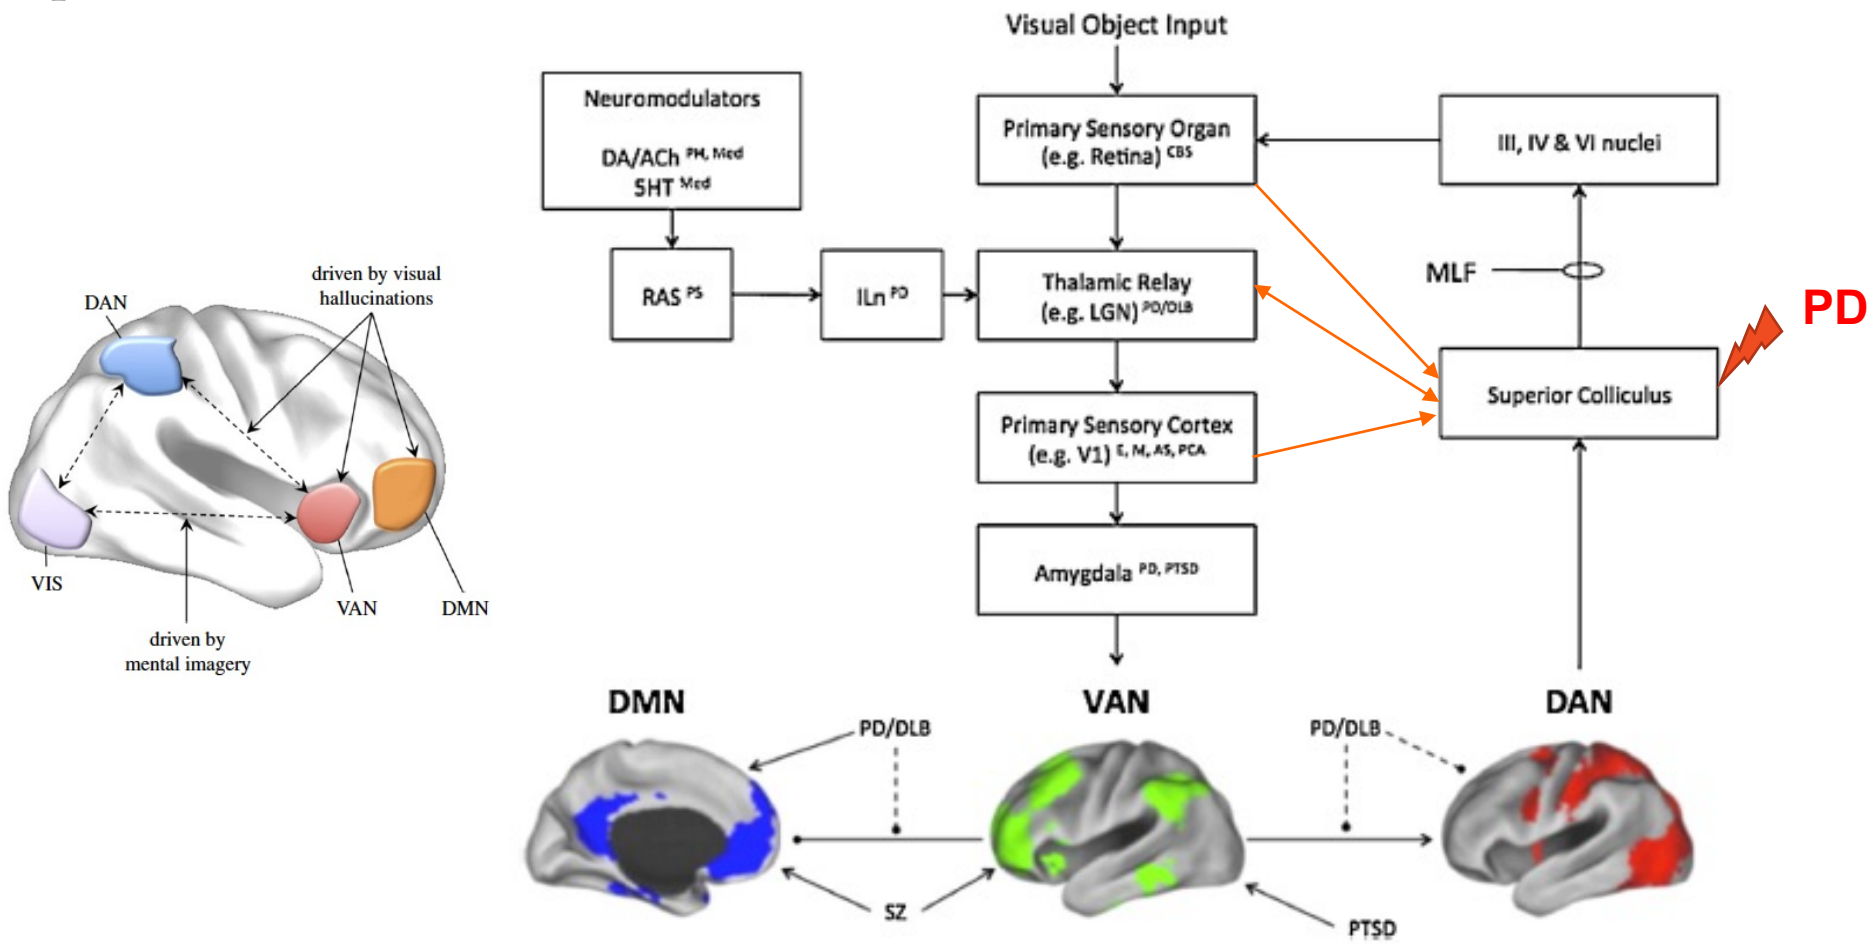 DAN
driven by visual
hallucinations
VIS
VAN
DMN
driven by
mental imagery
Visual Object Input
Neuromodulators
DA/ACh PH, Med
5HT Med
Primary Sensory Organ
(e.g. Retina) CBS
III, IV & VI nuclei
RAS PS
ILn PD
Thalamic Relay
(e.g. LGN) PD/DLB
MLF
PD
Primary Sensory Cortex
(e.g. V1) E, M, AS, PCA
Superior Colliculus
Amygdala PD, PTSD
DMN
VAN
DAN
PD/DLB
PD/DLB
SZ
PTSD